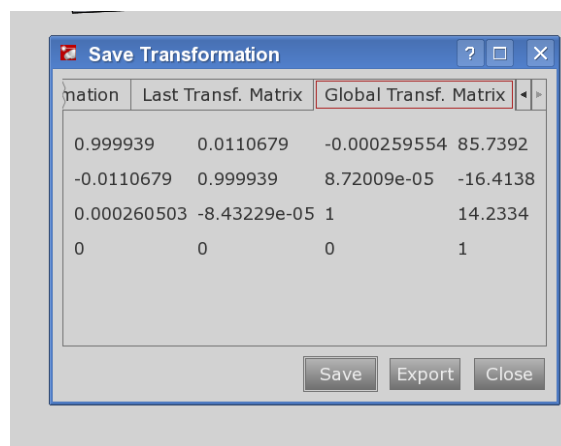 Save Transformation ?
mation Last Transf. Matrix Global Transf. Matrix
0.999939 0.0110679 -0.000259554 85.7392
-0.0110679 0.999939 8.72009e-05 -16.4138
0.000260503 -8.43229e-05 1 14.2334
0 0 0 1
Save Export Close